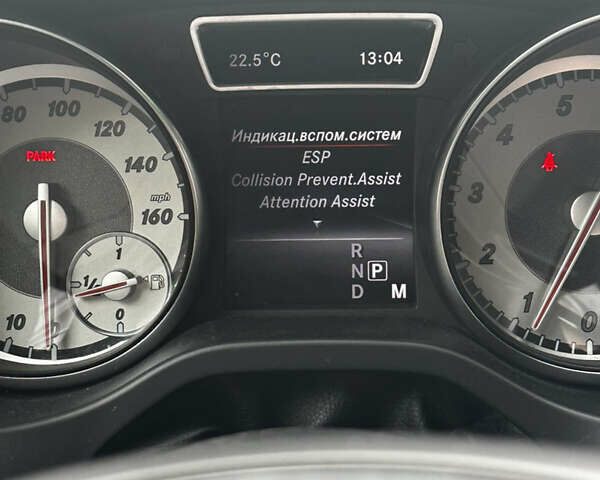 22.5°C 13:04
80 100 120 140 160
mph
PARK
10
1
1/
0
Индикац.вспом.систем
ESP
Collision Prevent.Assist
Attention Assist
R
N P
D M
5
4
3
2
1
0